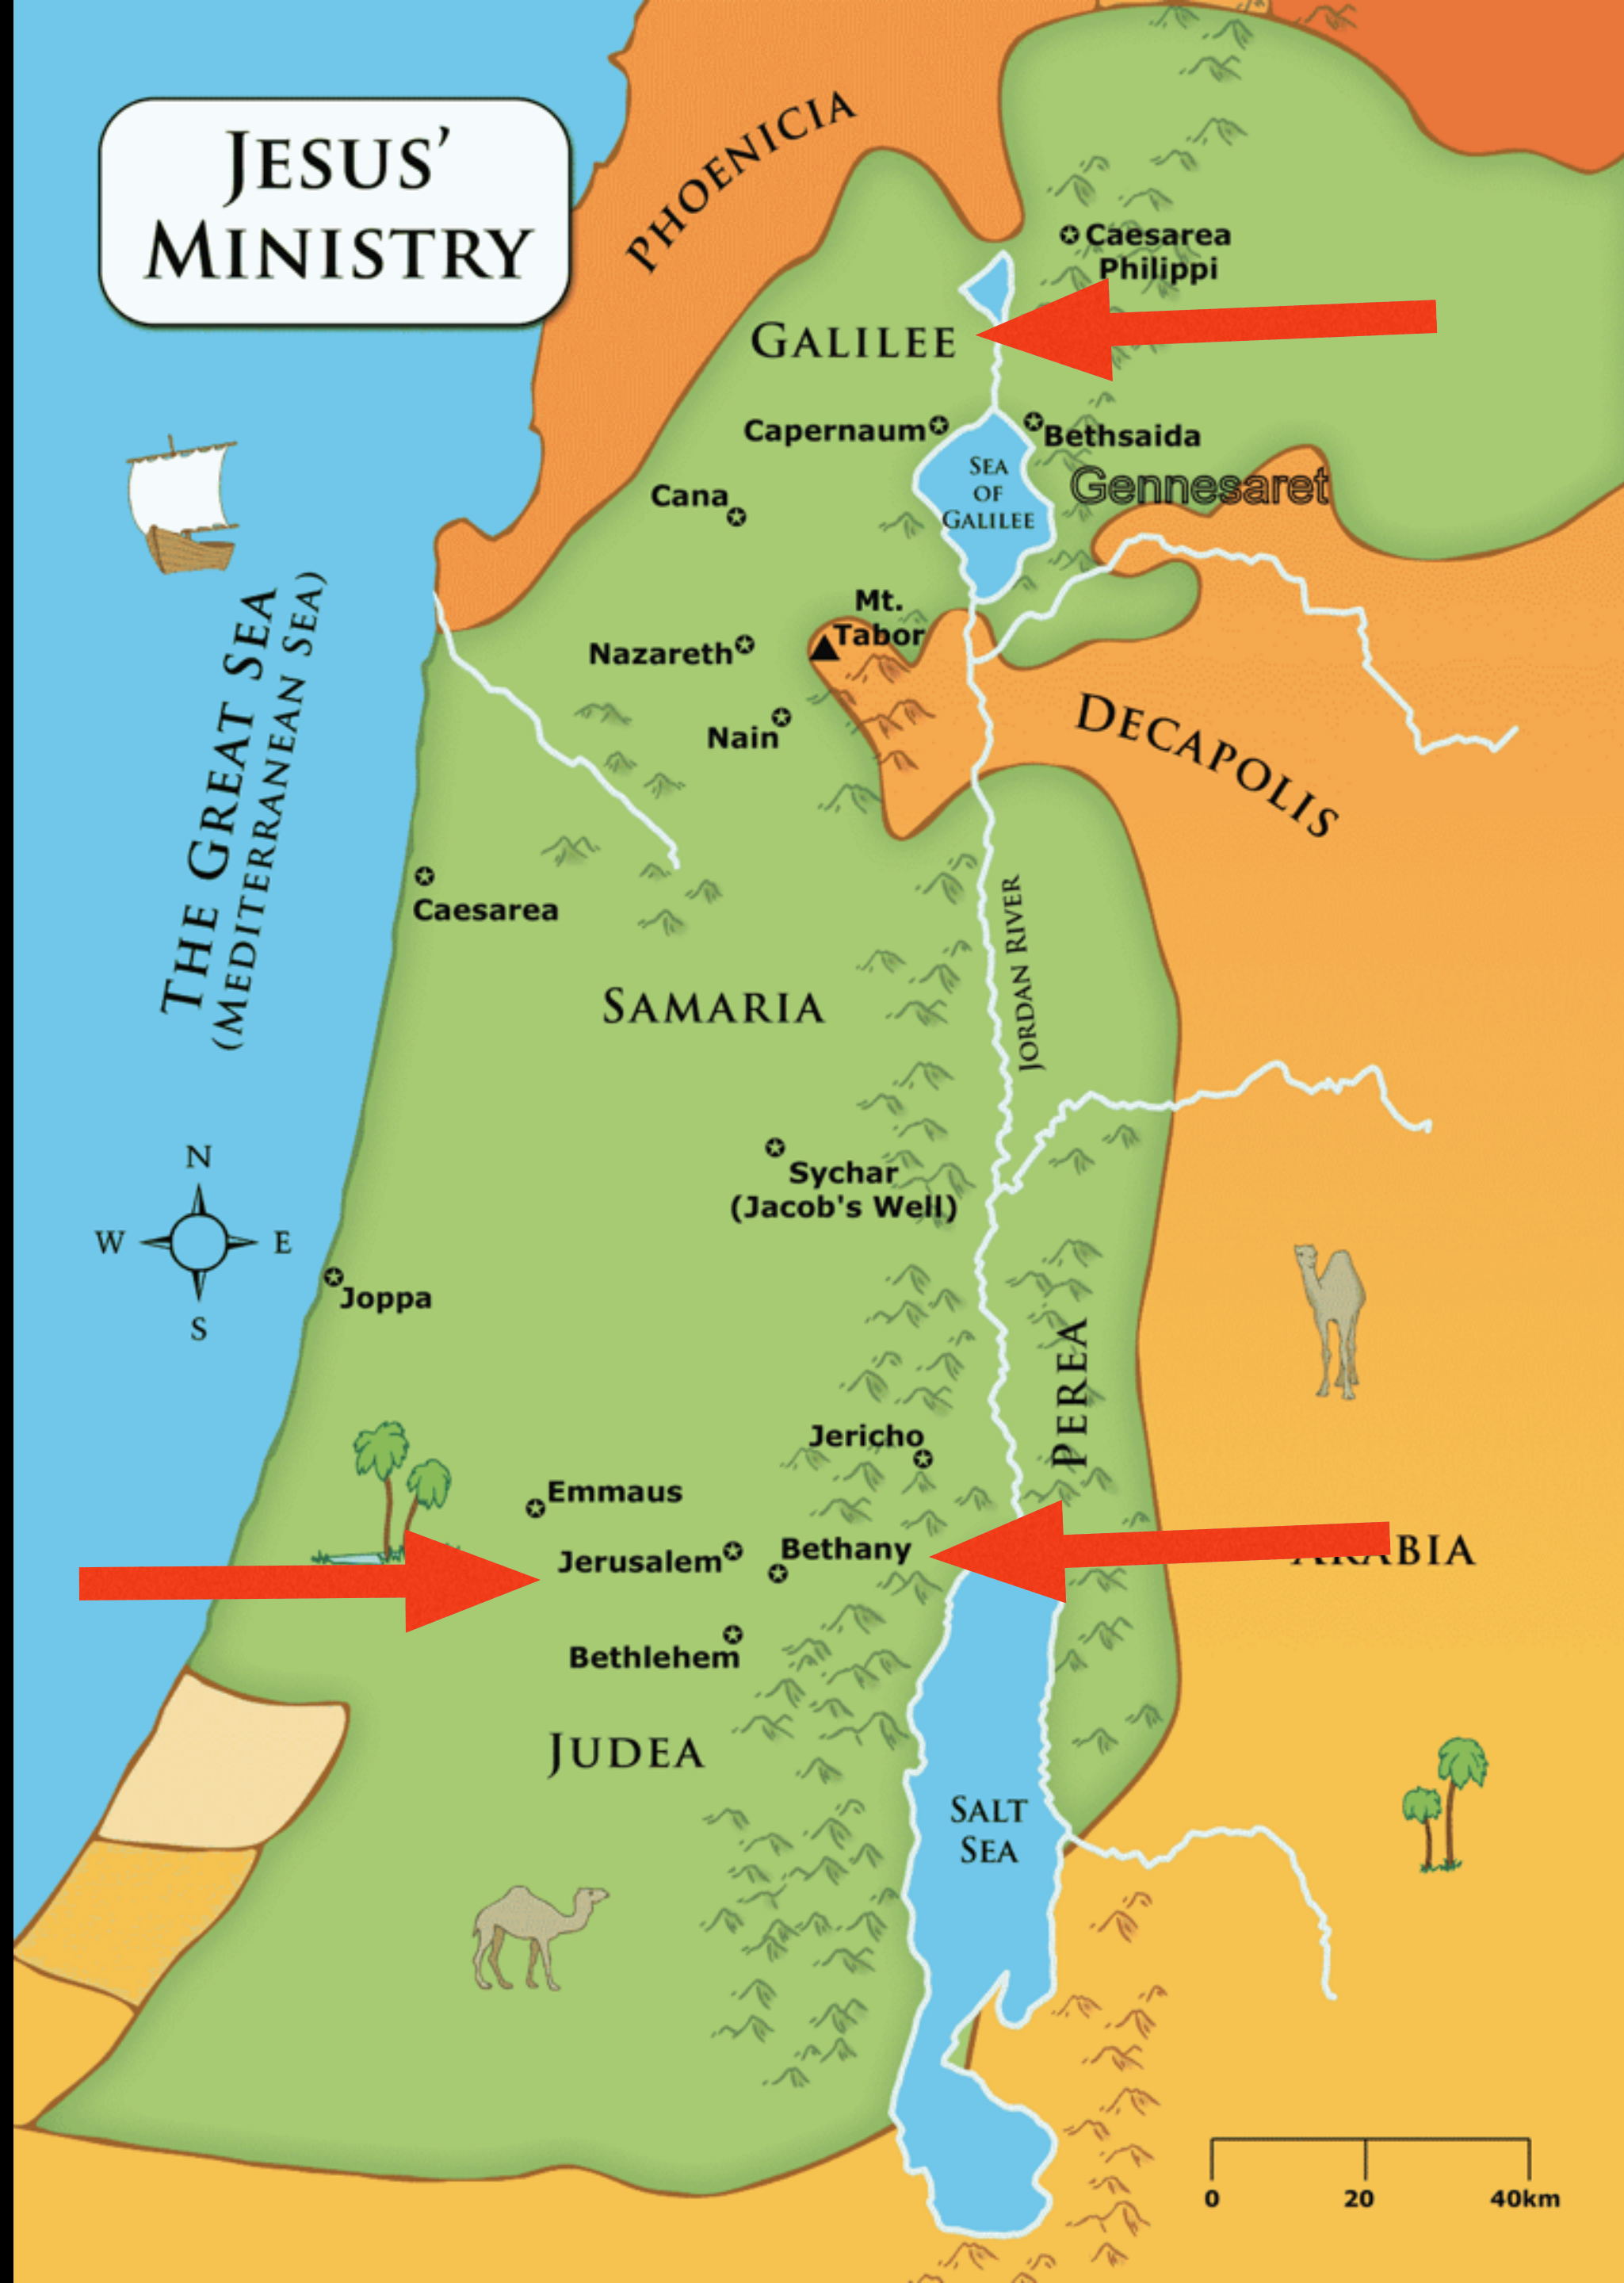 JESUS'
MINISTRY
PHOENICIA
Caesarea
Philippi
GALILEE
Capernaum
Bethsaida
SEA
OF
GALILEE
Gennesaret
Cana
THE GREAT SEA
(MEDITERRANEAN SEA)
Mt.
Tabor
Nazareth
Nain
DECAPOLIS
Caesarea
JORDAN RIVER
SAMARIA
N
W
E
S
Sychar
(Jacob's Well)
Joppa
PEREA
Jericho
Emmaus
Jerusalem
Bethany
ARABIA
Bethlehem
JUDEA
SALT
SEA
0 20 40km